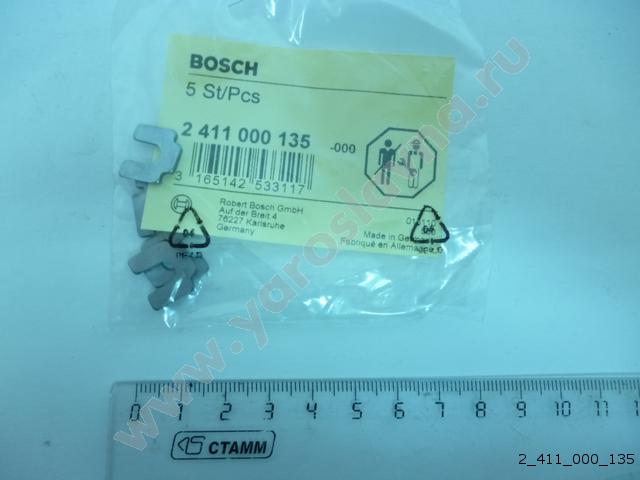 BOSCH
5 St/Pcs
2 411 000 135
-000
3 165142 533117
Robert Bosch GmbH
Auf der Breit 4
76227 Karlsruhe
Germany
Made in Germany
Fabriqué en Allemagne
04
PE-LD
www.yaroslavna.ru
0 1 2 3 4 5 6 7 8 9 10 11
СТАММ
2_411_000_135